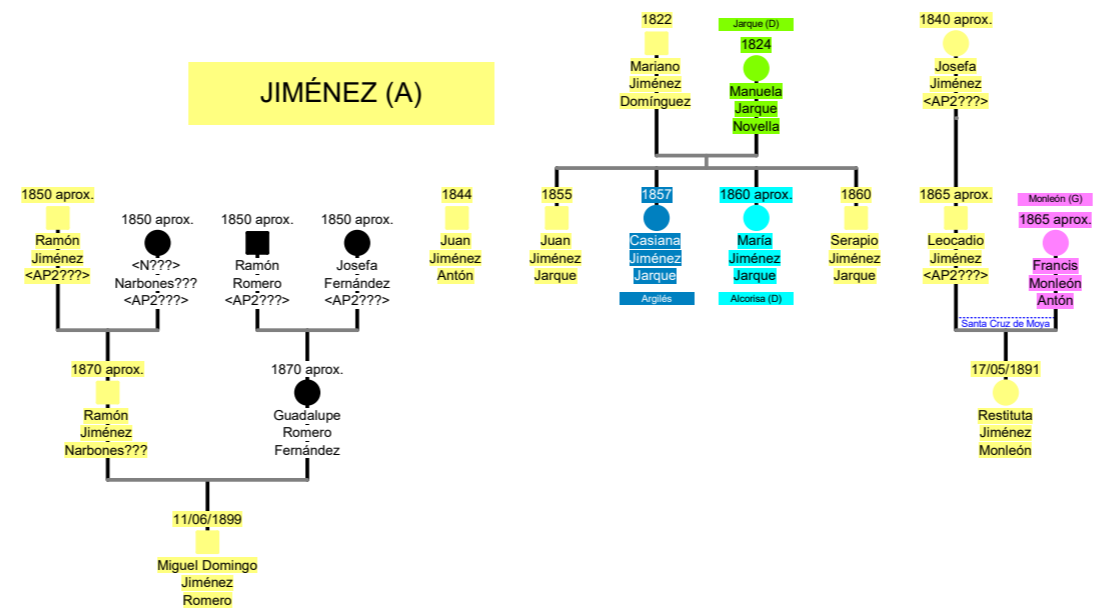 JIMÉNEZ (A)
1822
Mariano
Jiménez
Domínguez
Jarque (D)
1824
Manuela
Jarque
Novella
1840 aprox.
Josefa
Jiménez
<AP2???>
1850 aprox.
Ramón
Jiménez
<AP2???>
1850 aprox.
<N???>
Narbones???
<AP2???>
1850 aprox.
Ramón
Romero
<AP2???>
1850 aprox.
Josefa
Fernández
<AP2???>
1844
Juan
Jiménez
Antón
1855
Juan
Jiménez
Jarque
1857
Casiana
Jiménez
Jarque
Argilés
1860 aprox.
María
Jiménez
Jarque
Alcorisa (D)
1860
Serapio
Jiménez
Jarque
1865 aprox.
Leocadio
Jiménez
<AP2???>
Monleón (G)
1865 aprox.
Francis
Monleón
Antón
Santa Cruz de Moya
1870 aprox.
Ramón
Jiménez
Narbones???
1870 aprox.
Guadalupe
Romero
Fernández
17/05/1891
Restituta
Jiménez
Monleón
11/06/1899
Miguel Domingo
Jiménez
Romero